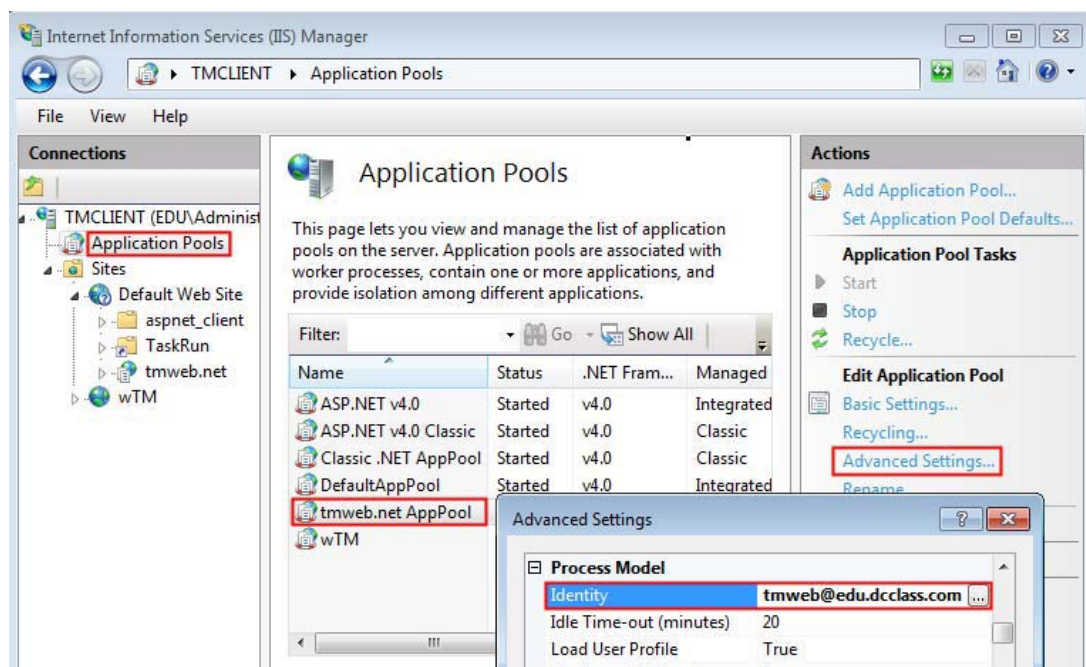 Internet Information Services (IIS) Manager
TMCLIENT Application Pools
File View Help
Connections
TMCLIENT (EDU\Administ
Application Pools
Sites
Default Web Site
aspnet_client
TaskRun
tmweb.net
wTM
Application Pools
This page lets you view and manage the list of application
pools on the server. Application pools are associated with
worker processes, contain one or more applications, and
provide isolation among different applications.
Filter: Go Show All
Name Status .NET Fram... Managed
ASP.NET v4.0 Started v4.0 Integrated
ASP.NET v4.0 Classic Started v4.0 Classic
Classic .NET AppPool Started v4.0 Classic
DefaultAppPool Started v4.0 Integrated
tmweb.net AppPool
wTM
Actions
Add Application Pool...
Set Application Pool Defaults...
Application Pool Tasks
Start
Stop
Recycle...
Edit Application Pool
Basic Settings...
Recycling...
Advanced Settings...
Rename
Advanced Settings
Process Model
Identity tmweb@edu.dcclass.com ...
Idle Time-out (minutes) 20
Load User Profile True